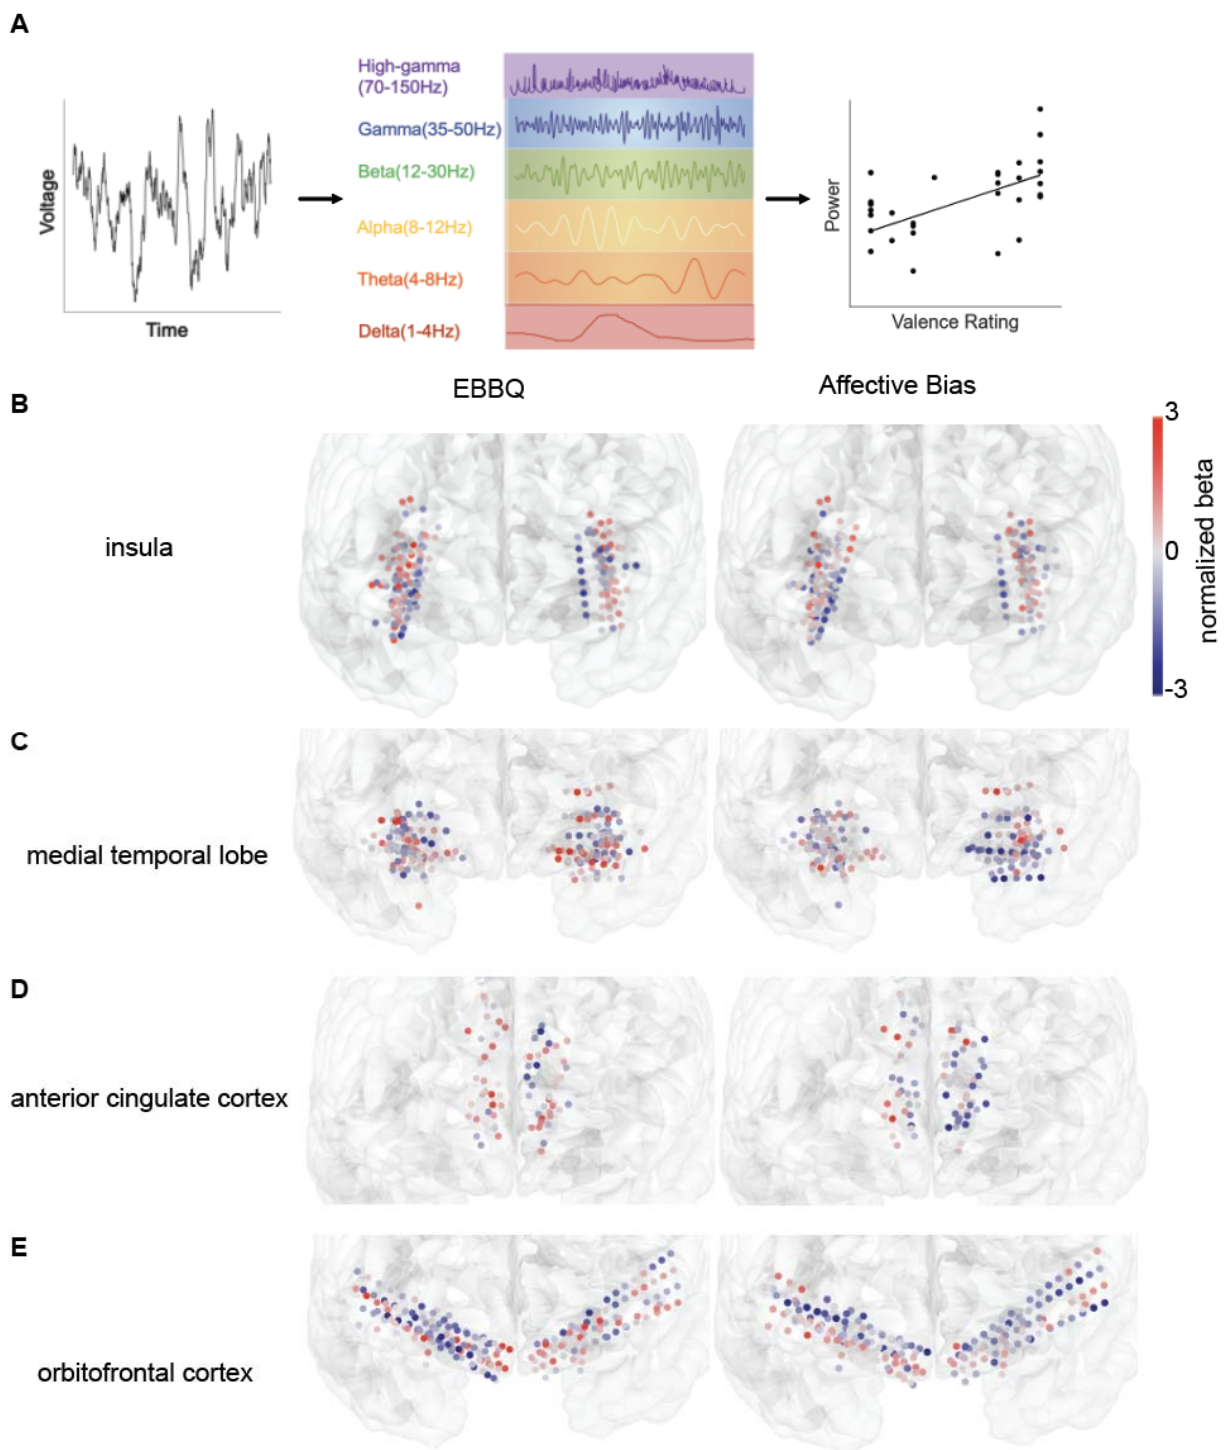 A
Voltage
Time
High-gamma
(70-150Hz)
Gamma(35-50Hz)
Beta(12-30Hz)
Alpha(8-12Hz)
Theta(4-8Hz)
Delta(1-4Hz)
Power
Valence Rating
EBBQ
Affective Bias
B
insula
3
0
-3
normalized beta
C
medial temporal lobe
D
anterior cingulate cortex
E
orbitofrontal cortex